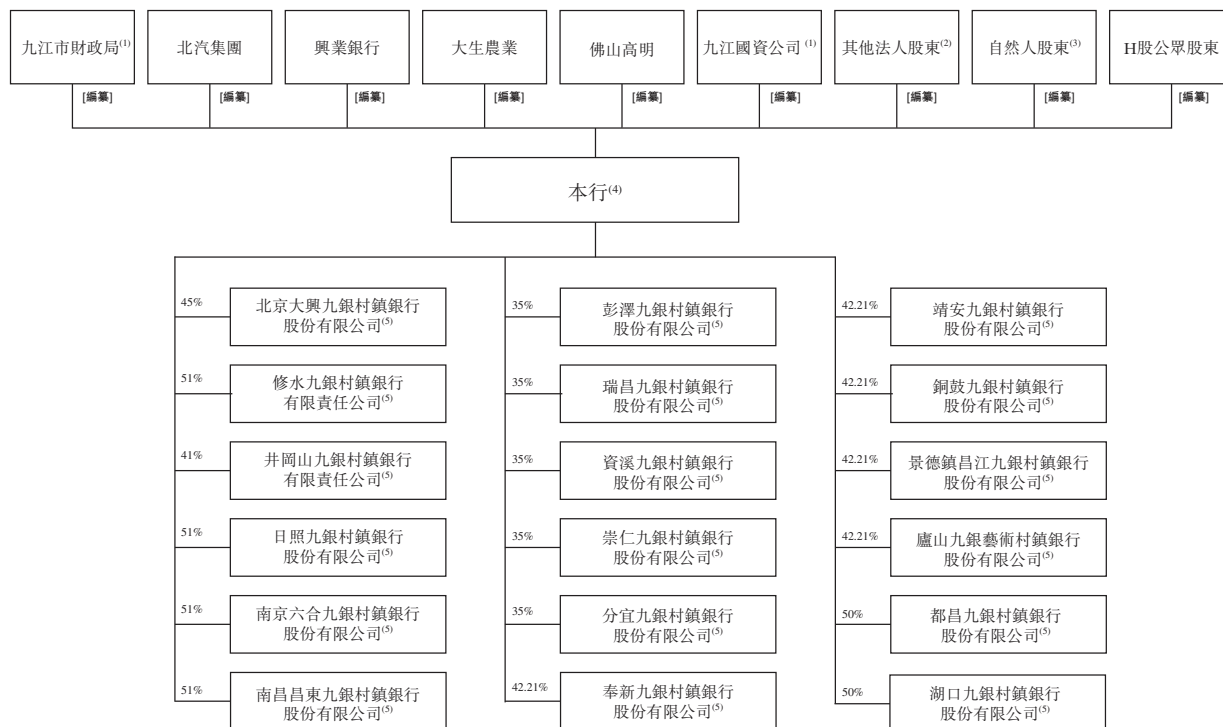 九江市財政局(1)
北汽集團
興業銀行
大生農業
佛山高明
九江國資公司(1)
其他法人股東(2)
自然人股東(3)
H股公眾股東
[編纂]
[編纂]
[編纂]
[編纂]
[編纂]
[編纂]
[編纂]
[編纂]
[編纂]
本行(4)
45%
北京大興九銀村鎮銀行
股份有限公司(5)
35%
彭澤九銀村鎮銀行
股份有限公司(5)
42.21%
靖安九銀村鎮銀行
股份有限公司(5)
51%
修水九銀村鎮銀行
有限責任公司(5)
35%
瑞昌九銀村鎮銀行
股份有限公司(5)
42.21%
銅鼓九銀村鎮銀行
股份有限公司(5)
41%
井岡山九銀村鎮銀行
有限責任公司(5)
35%
資溪九銀村鎮銀行
股份有限公司(5)
42.21%
景德鎮昌江九銀村鎮銀行
股份有限公司(5)
51%
日照九銀村鎮銀行
股份有限公司(5)
35%
崇仁九銀村鎮銀行
股份有限公司(5)
42.21%
廬山九銀藝術村鎮銀行
股份有限公司(5)
51%
南京六合九銀村鎮銀行
股份有限公司(5)
35%
分宜九銀村鎮銀行
股份有限公司(5)
50%
都昌九銀村鎮銀行
股份有限公司(5)
51%
南昌昌東九銀村鎮銀行
股份有限公司(5)
42.21%
奉新九銀村鎮銀行
股份有限公司(5)
50%
湖口九銀村鎮銀行
股份有限公司(5)